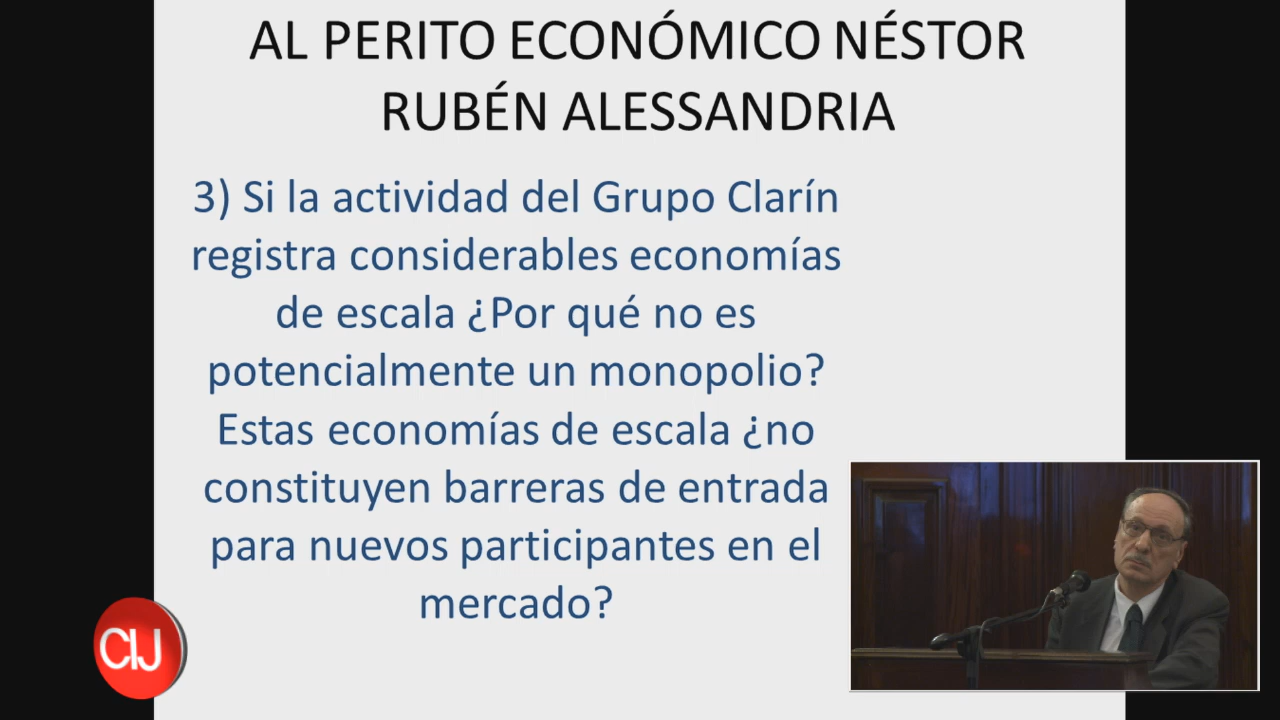 AL PERITO ECONÓMICO NÉSTOR
RUBÉN ALESSANDRIA
3) Si la actividad del Grupo Clarín
registra considerables economías
de escala ¿Por qué no es
potencialmente un monopolio?
Estas economías de escala ¿no
constituyen barreras de entrada
para nuevos participantes en el
mercado?
CIJ